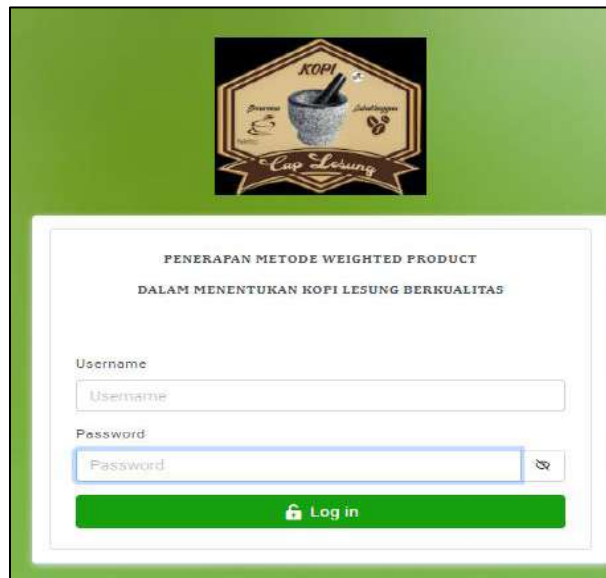 KOPI
Cap Lesung
PENERAPAN METODE WEIGHTED PRODUCT
DALAM MENENTUKAN KOPI LESUNG BERKUALITAS
Username
Username
Password
Password
Log in